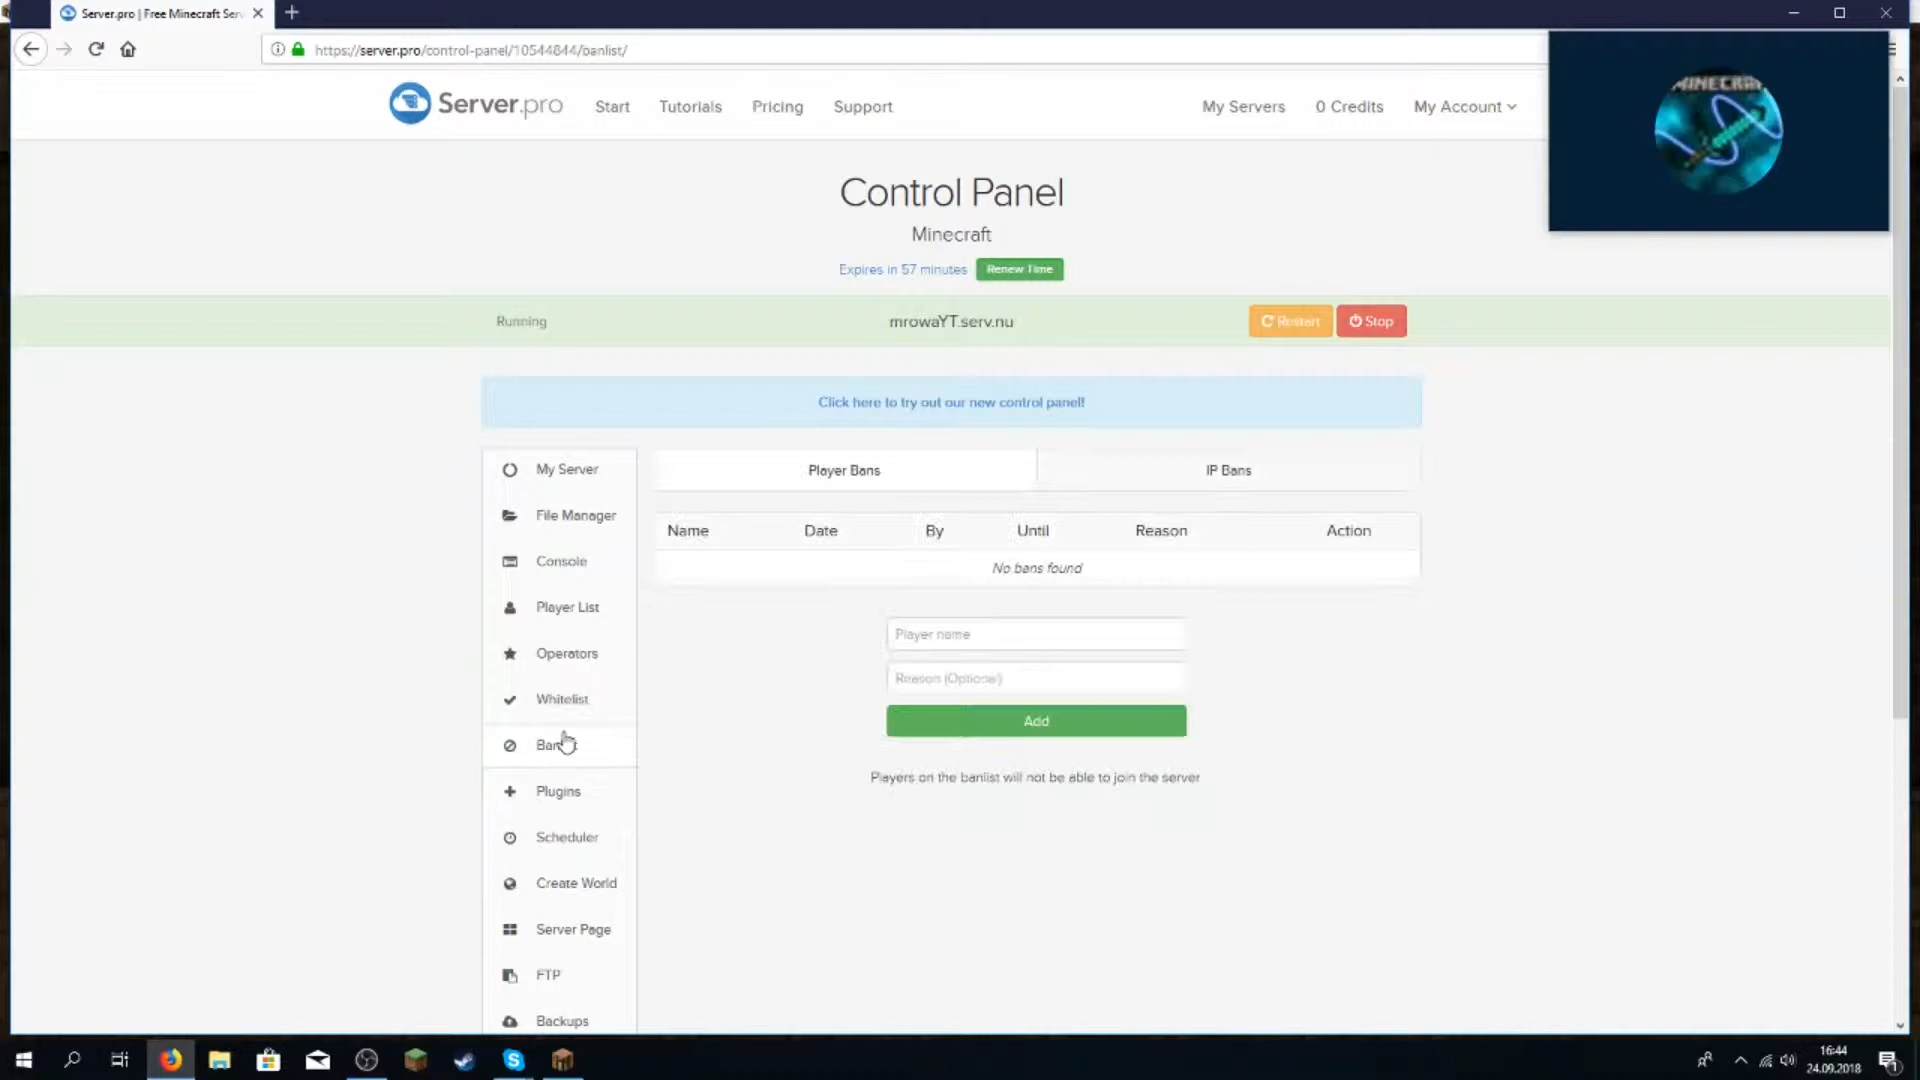 Server.pro | Free Minecraft Serv
https://server.pro/control-panel/10544844/banlist/
Server.pro
Start
Tutorials
Pricing
Support
My Servers
0 Credits
My Account
MINECRAFT
Control Panel
Minecraft
Expires in 57 minutes
Renew Time
Running
mrowaYT.serv.nu
Restart
Stop
Click here to try out our new control panel!
My Server
File Manager
Console
Player List
Operators
Whitelist
Plugins
Scheduler
Create World
Server Page
FTP
Backups
Player Bans
IP Bans
Name Date By Until Reason Action
No bans found
Player name
Reason (Optional)
Add
Players on the banlist will not be able to join the server
16:44
24.09.2018